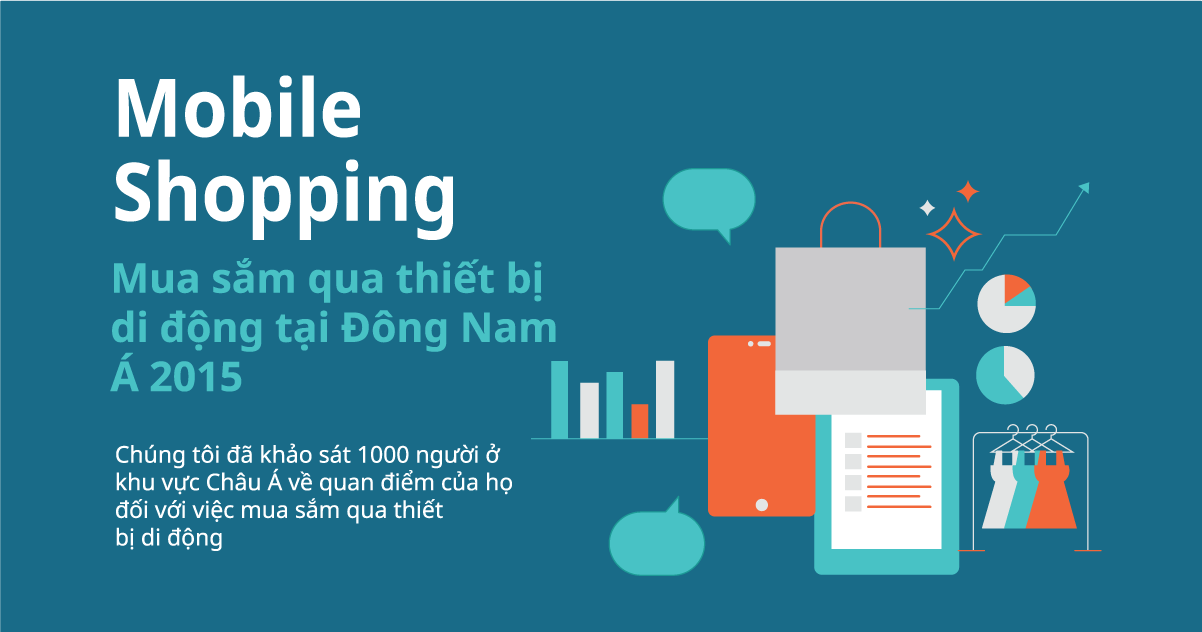 Mobile
Shopping
Mua sắm qua thiết bị
di động tại Đông Nam
Á 2015
Chúng tôi đã khảo sát 1000 người ở
khu vực Châu Á về quan điểm của họ
đối với việc mua sắm qua thiết
bị di động